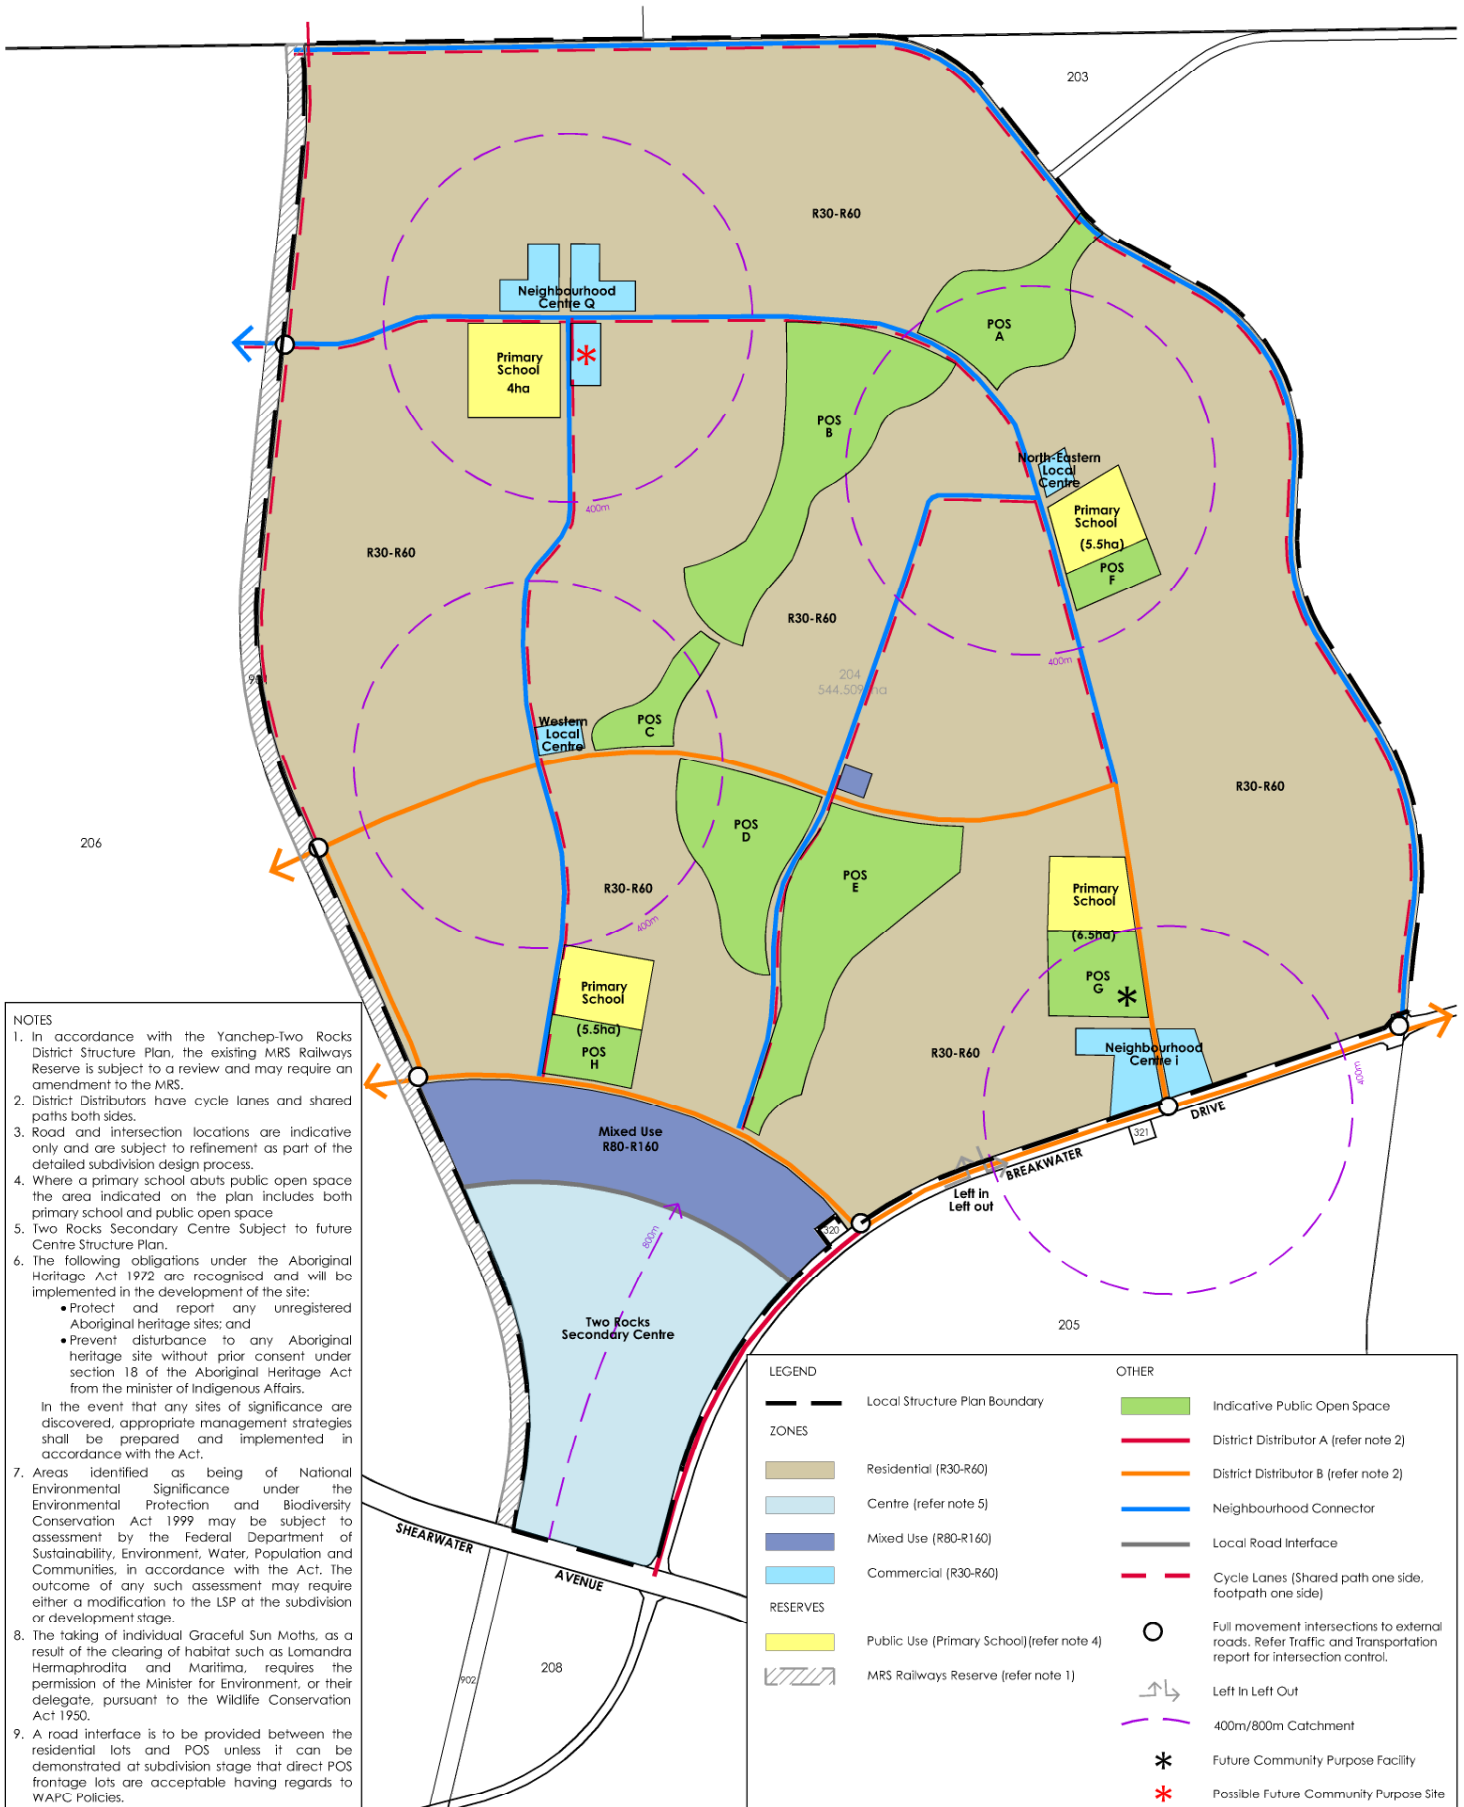 203
R30-R60
Neighbourhood
Centre Q
POS
A
Primary
School
4ha
POS
B
North-Eastern
Local
Centre
400m
Primary
School
(5.5ha)
POS
F
R30-R60
R30-R60
400m
204
POS
C
Western
Local
Centre
R30-R60
POS
D
206
POS
E
R30-R60
400m
Primary
School
(6.5ha)
POS
G
Primary
School
(5.5ha)
POS
H
R30-R60
Neighbourhood
Centre i
400m
DRIVE
321
BREAKWATER
Left in
Left out
Mixed Use
R80-R160
320
800m
Two Rocks
Secondary Centre
205
SHEARWATER
AVENUE
208
902
NOTES
1. In accordance with the Yanchep-Two Rocks
District Structure Plan, the existing MRS Railways
Reserve is subject to a review and may require an
amendment to the MRS.
2. District Distributors have cycle lanes and shared
paths both sides.
3. Road and intersection locations are indicative
only and are subject to refinement as part of the
detailed subdivision design process.
4. Where a primary school abuts public open space
the area indicated on the plan includes both
primary school and public open space
5. Two Rocks Secondary Centre Subject to future
Centre Structure Plan.
6. The following obligations under the Aboriginal
Heritage Act 1972 are recognised and will be
implemented in the development of the site:
• Protect and report any unregistered
Aboriginal heritage sites; and
• Prevent disturbance to any Aboriginal
heritage site without prior consent under
section 18 of the Aboriginal Heritage Act
from the minister of Indigenous Affairs.
In the event that any sites of significance are
discovered, appropriate management strategies
shall be prepared and implemented in
accordance with the Act.
7. Areas identified as being of National
Environmental Significance under the
Environmental Protection and Biodiversity
Conservation Act 1999 may be subject to
assessment by the Federal Department of
Sustainability, Environment, Water, Population and
Communities, in accordance with the Act. The
outcome of any such assessment may require
either a modification to the LSP at the subdivision
or development stage.
8. The taking of individual Graceful Sun Moths, as a
result of the clearing of habitat such as Lomandra
Hermaphrodita and Maritima, requires the
permission of the Minister for Environment, or their
delegate, pursuant to the Wildlife Conservation
Act 1950.
9. A road interface is to be provided between the
residential lots and POS unless it can be
demonstrated at subdivision stage that direct POS
frontage lots are acceptable having regards to
WAPC Policies.
LEGEND
Local Structure Plan Boundary
ZONES
Residential (R30-R60)
Centre (refer note 5)
Mixed Use (R80-R160)
Commercial (R30-R60)
RESERVES
Public Use (Primary School)(refer note 4)
MRS Railways Reserve (refer note 1)
OTHER
Indicative Public Open Space
District Distributor A (refer note 2)
District Distributor B (refer note 2)
Neighbourhood Connector
Local Road Interface
Cycle Lanes (Shared path one side,
footpath one side)
Full movement intersections to external
roads. Refer Traffic and Transportation
report for intersection control.
Left In Left Out
400m/800m Catchment
Future Community Purpose Facility
Possible Future Community Purpose Site